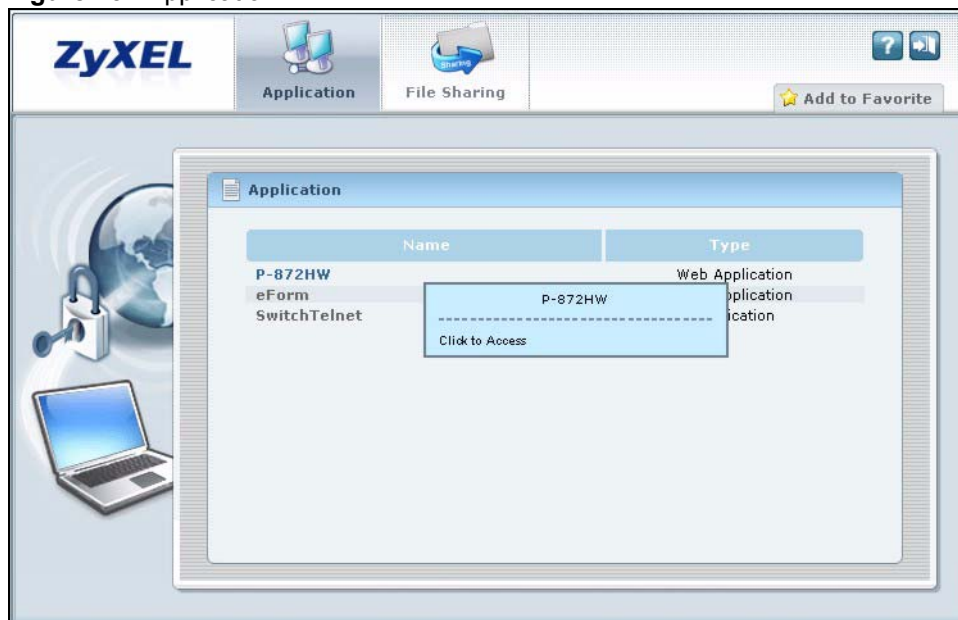 ZyXEL
Application
Sharing
File Sharing
?
Add to Favorite
Application
Name Type
P-872HW Web Application
eForm
SwitchTelnet
P-872HW
Click to Access